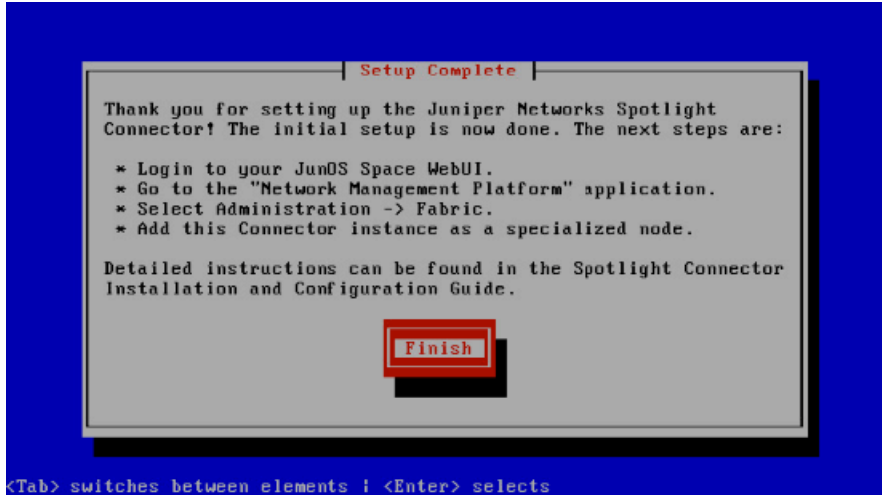 Setup Complete
Thank you for setting up the Juniper Networks Spotlight
Connector! The initial setup is now done. The next steps are:
* Login to your JunOS Space WebUI.
* Go to the "Network Management Platform" application.
* Select Administration -> Fabric.
* Add this Connector instance as a specialized node.
Detailed instructions can be found in the Spotlight Connector
Installation and Configuration Guide.
Finish
<Tab> switches between elements | <Enter> selects